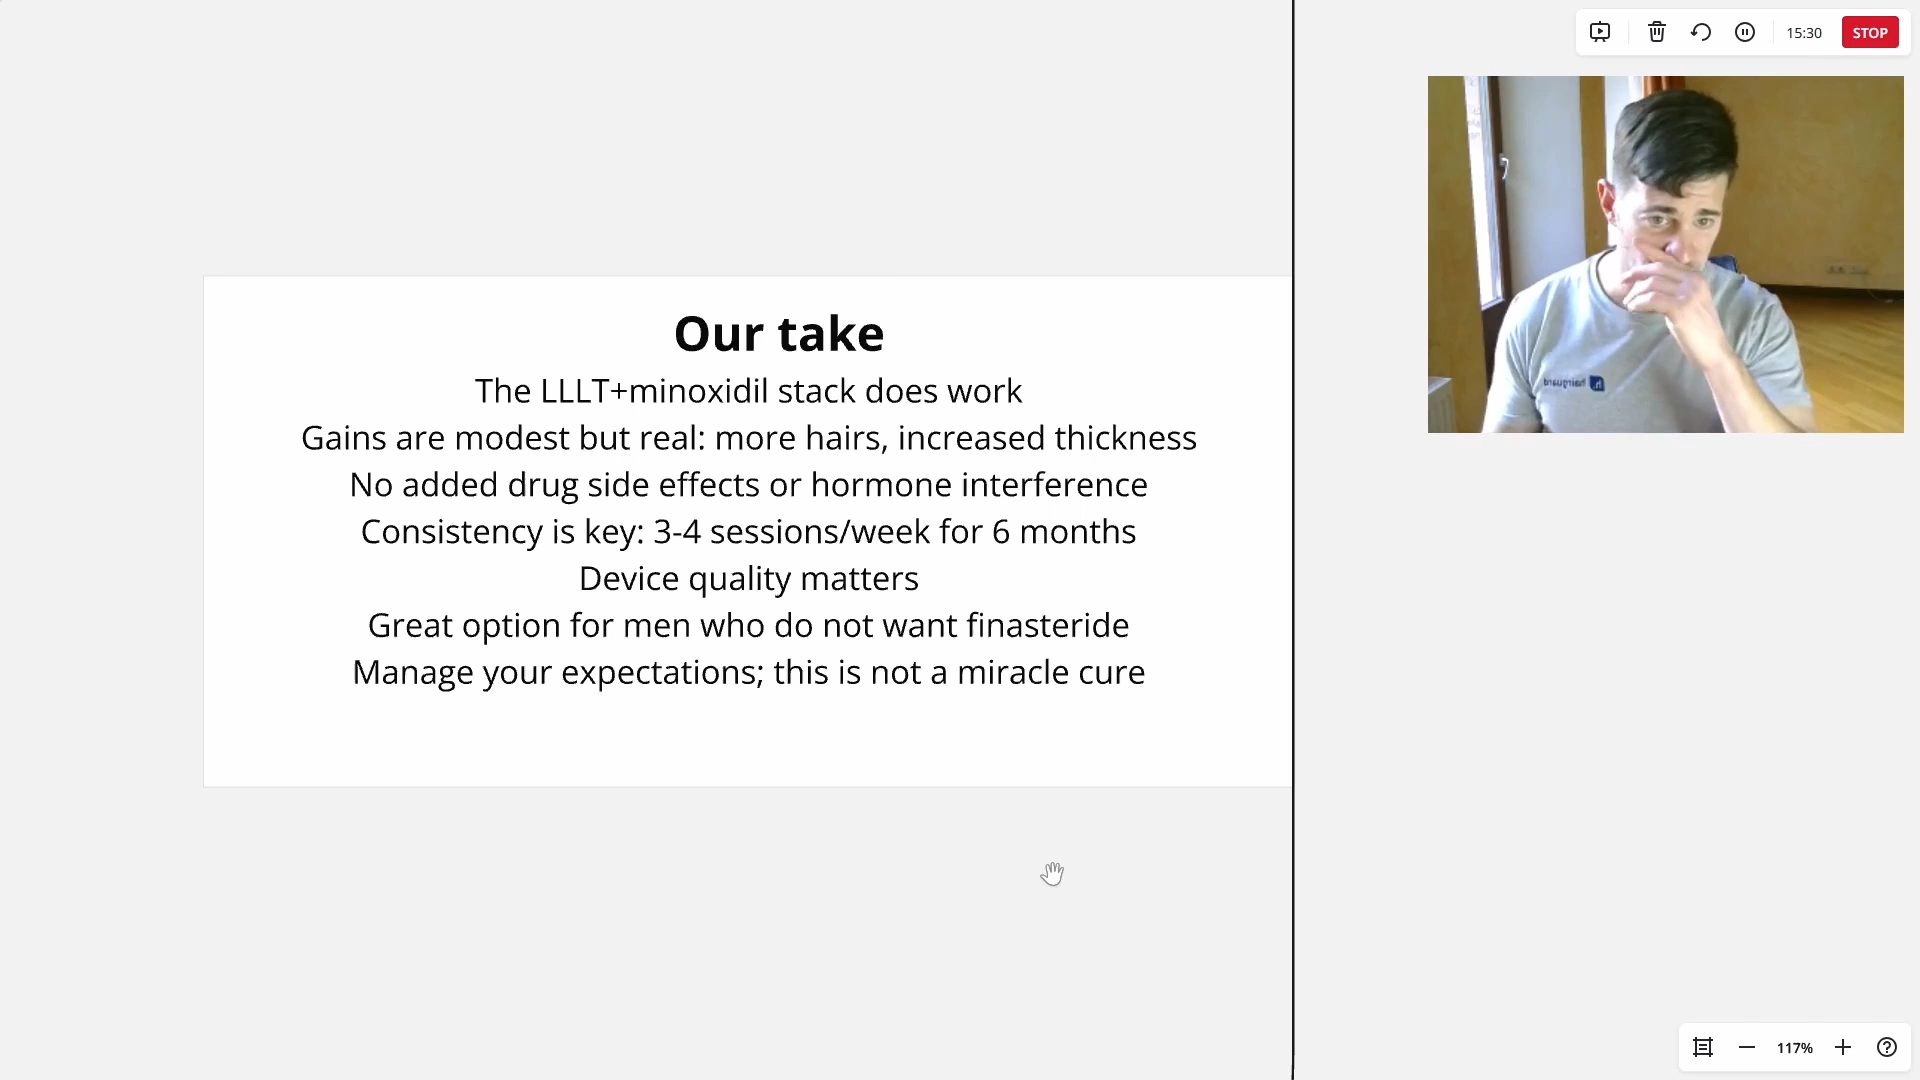 15:30
STOP
Our take
The LLLT+minoxidil stack does work
Gains are modest but real: more hairs, increased thickness
No added drug side effects or hormone interference
Consistency is key: 3-4 sessions/week for 6 months
Device quality matters
Great option for men who do not want finasteride
Manage your expectations; this is not a miracle cure
hairguard
117%